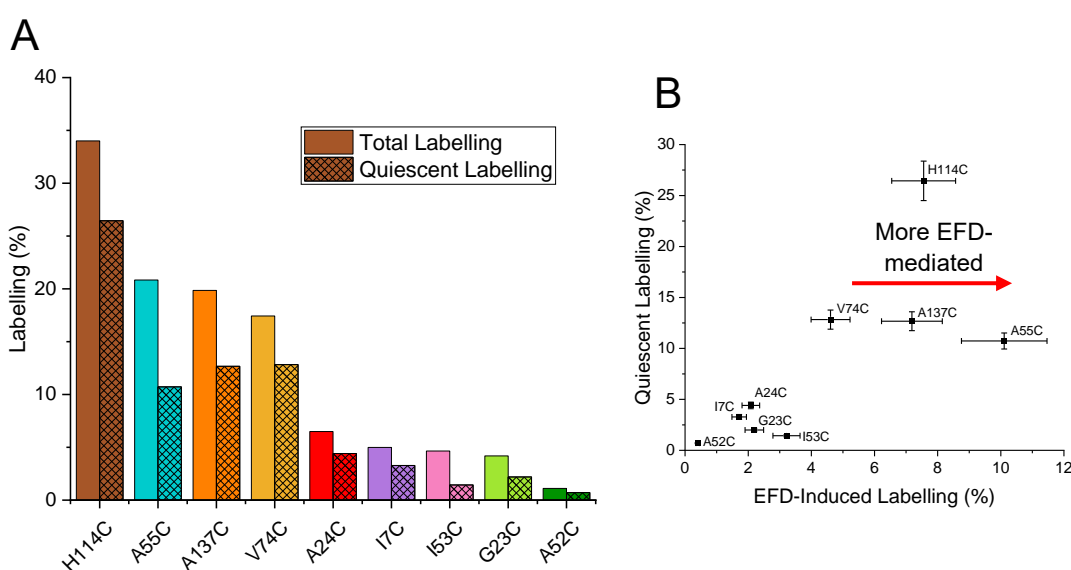 A
Labelling (%)
40
30
20
10
0
Total Labelling
Quiescent Labelling
H114C
A55C
A137C
V74C
A24C
I7C
I53C
G23C
A52C
B
Quiescent Labelling (%)
30
25
20
15
10
5
0
H114C
More EFD-
mediated
V74C
A137C
A55C
A24C
I7C
G23C
I53C
A52C
0 2 4 6 8 10 12
EFD-Induced Labelling (%)